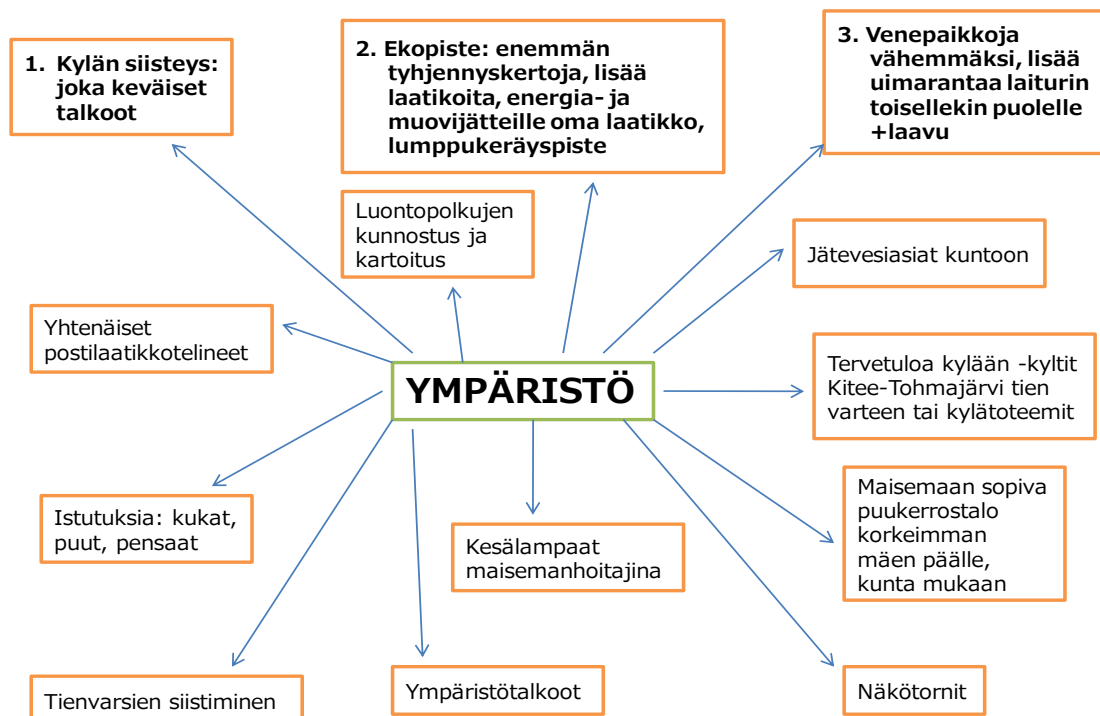 1. Kylän siisteys:
joka keväiset
talkoot
2. Ekopiste: enemmän
tyhjennyskertoja, lisää
laatikoita, energia- ja
muovijätteille oma laatikko,
lumppukeräyspiste
3. Venepaikkoja
vähemmäksi, lisää
uimarantaa laiturin
toisellekin puolelle
+laavu
Luontopolkujen
kunnostus ja
kartoitus
Jätevesiasiat kuntoon
Yhtenäiset
postilaatikkotelineet
YMPÄRISTÖ
Tervetuloa kylään -kyltit
Kitee-Tohmajärvi tien
varteen tai kylätoteemit
Istutuksia: kukat,
puut, pensaat
Kesälampaat
maisemanhoitajina
Maisemaan sopiva
puukerrostalo
korkeimman
mäen päälle,
kunta mukaan
Tienvarsien siistiminen
Ympäristötalkoot
Näkötornit